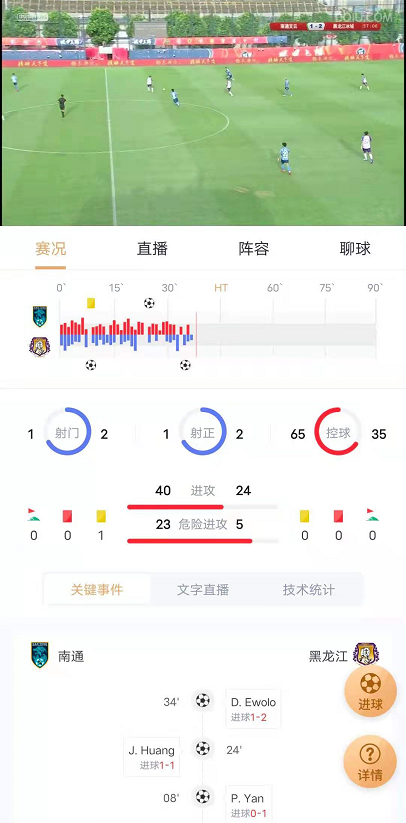 南通支云 1-2 黑龙江冰城 37:06
赛况 直播 阵容 聊球
0' 15' 30' HT 60' 75' 90'
1 射门 2
1 射正 2
65 控球 35
40 进攻 24
23 危险进攻 5
0 0 1 0 0 0
关键事件 文字直播 技术统计
南通 黑龙江
进球
34' D. Ewolo
进球1-2
J. Huang 24'
进球1-1
详情
08' P. Yan
进球0-1